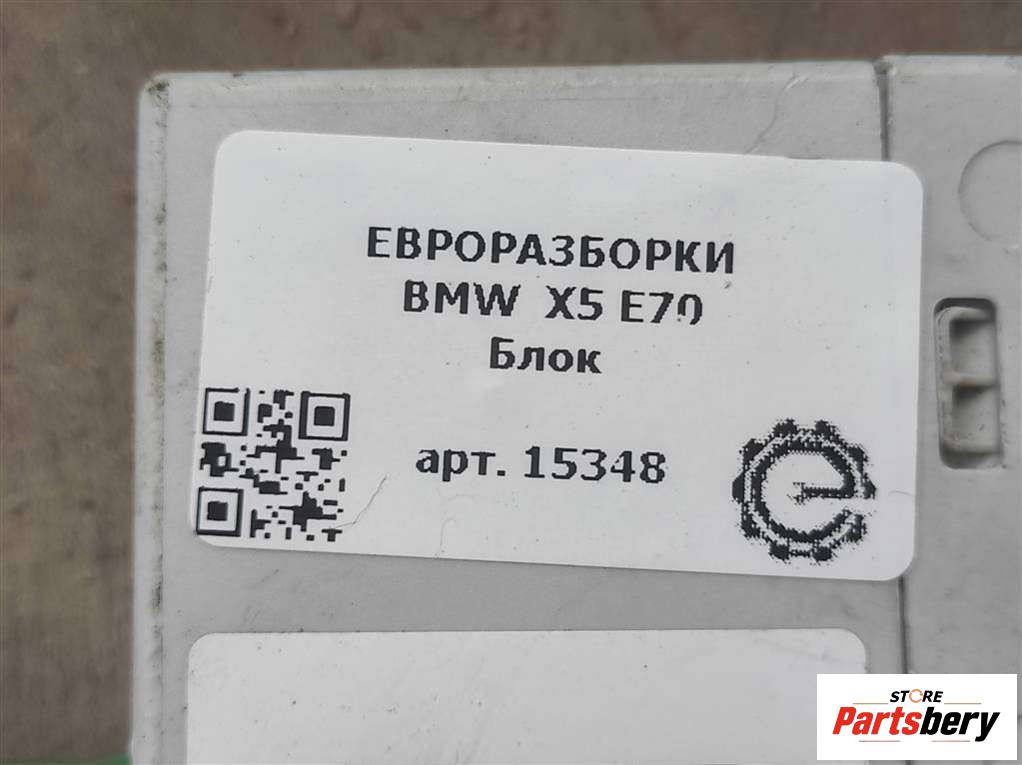 ЕВРОРАЗБОРКИ
BMW X5 E70
Блок
арт. 15348
STORE
Partsbery